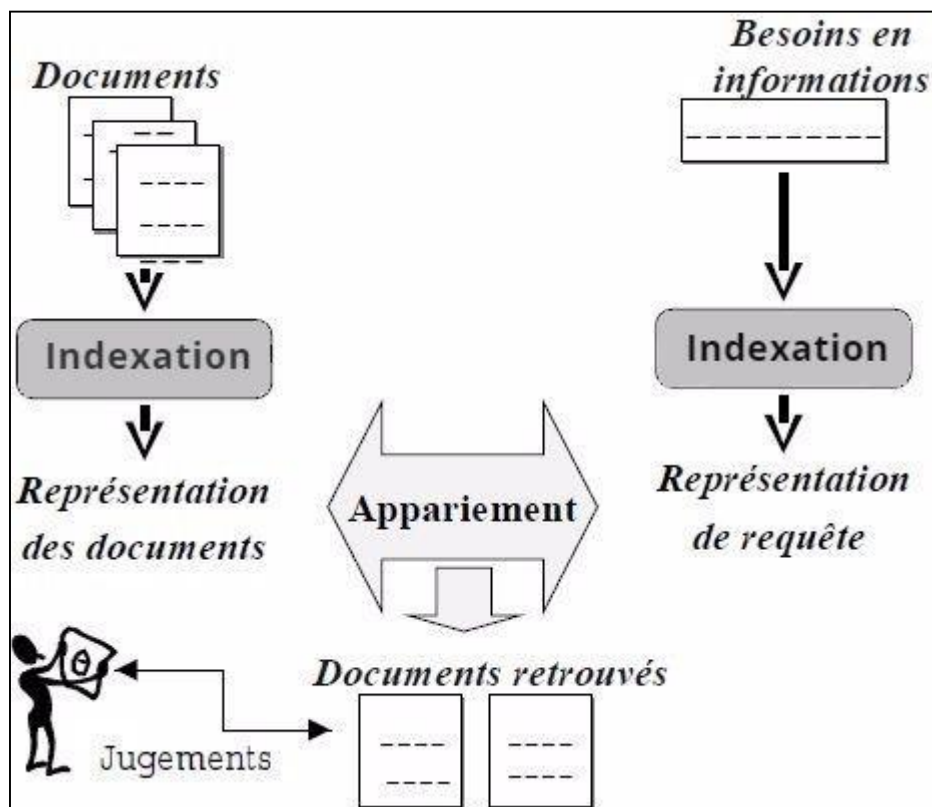 Documents
Besoins en
informations
Indexation
Indexation
Représentation
des documents
Appariement
Représentation
de requête
Documents retrouvés
Jugements